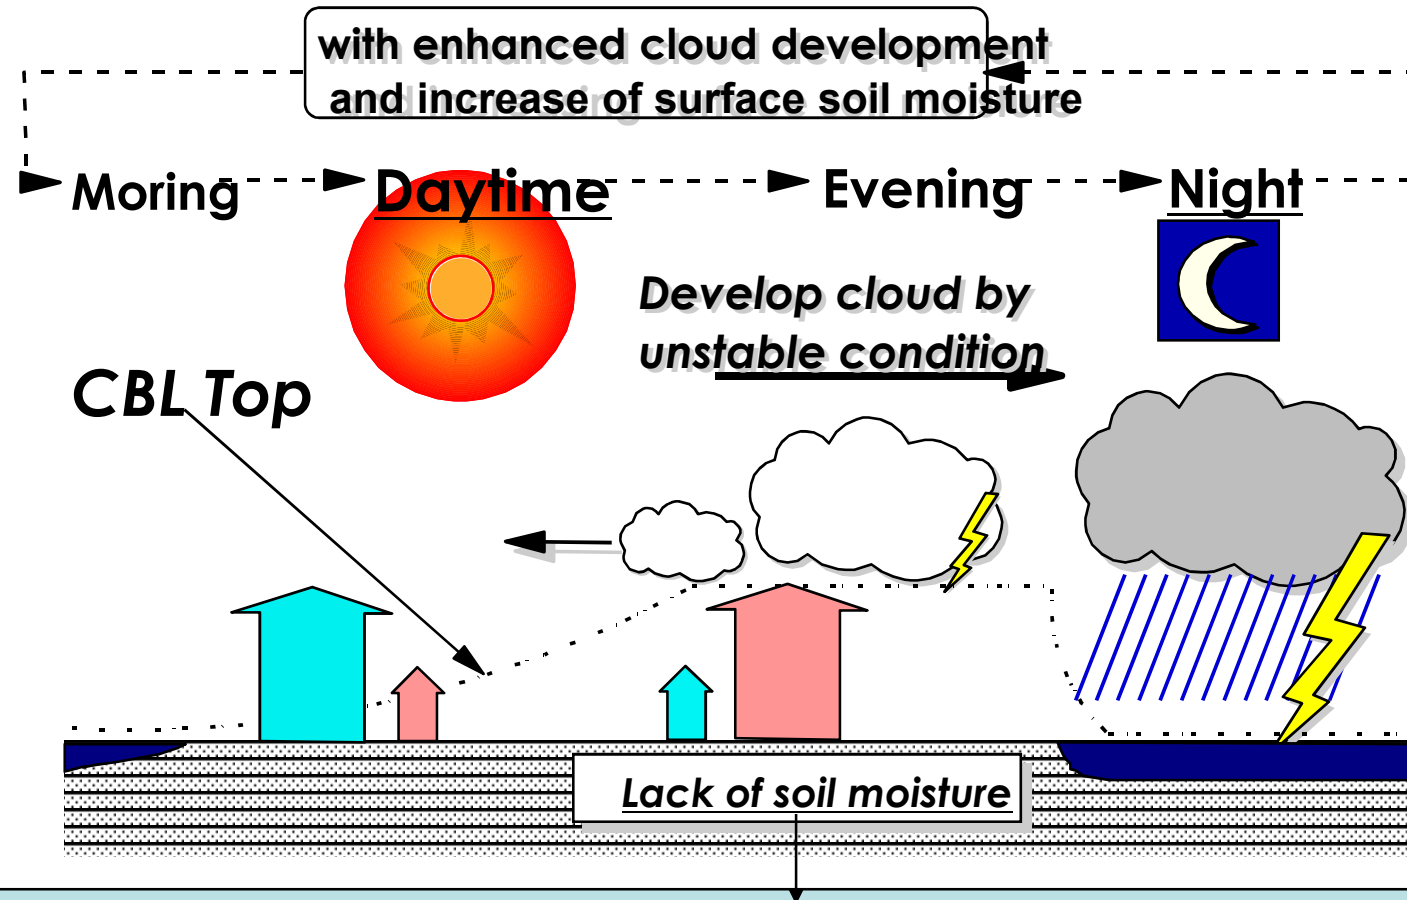 with enhanced cloud development
and increase of surface soil moisture
Moring Daytime Evening Night
Develop cloud by
unstable condition
CBL Top
Lack of soil moisture